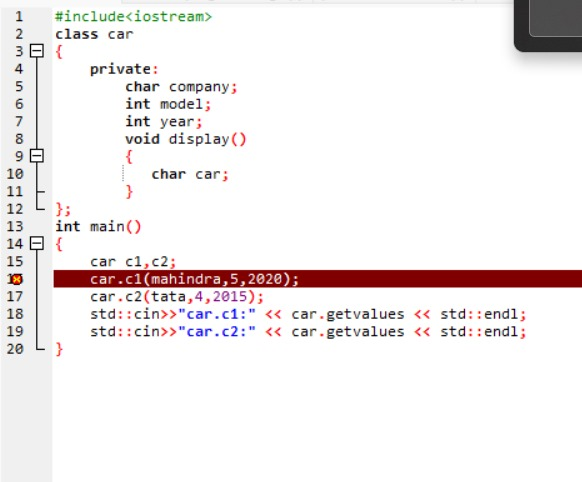 1 #include<iostream>
2 class car
3 {
4 private:
5 char company;
6 int model;
7 int year;
8 void display()
9 {
10 char car;
11 }
12 };
13 int main()
14 {
15 car c1,c2;
car.c1(mahindra,5,2020);
17 car.c2(tata,4,2015);
18 std::cin>>"car.c1:" << car.getvalues << std::endl;
19 std::cin>>"car.c2:" << car.getvalues << std::endl;
20 }